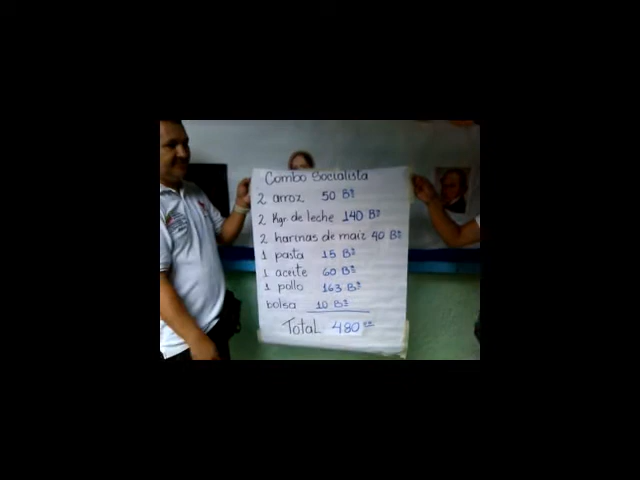 Combo Socialista
2 arroz 50 Bs
2 Kgr. de leche 140 Bs
2 harinas de maiz 40 Bs
1 pasta 15 Bs
1 aceite 60 Bs
1 pollo 163 Bs
bolsa 10 Bs
Total 480